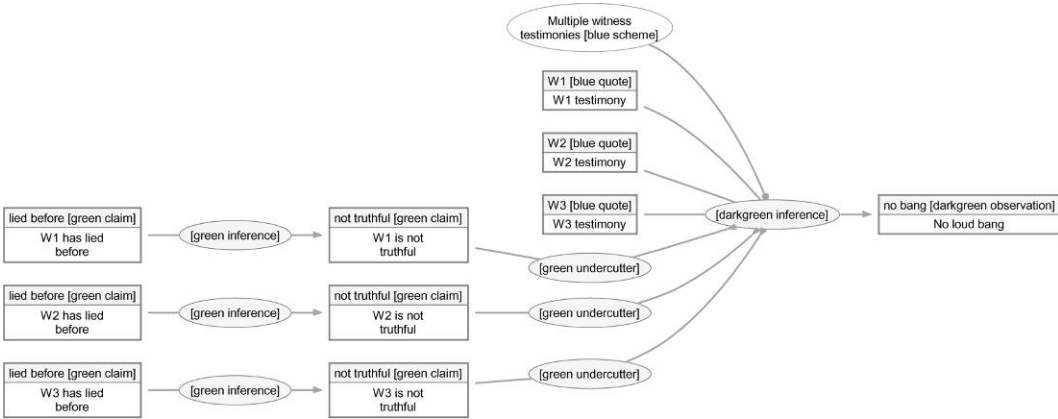 Multiple witness
testimonies [blue scheme]
W1 [blue quote]
W1 testimony
W2 [blue quote]
W2 testimony
W3 [blue quote]
W3 testimony
[darkgreen inference]
no bang [darkgreen observation]
No loud bang
lied before [green claim]
W1 has lied
before
[green inference]
not truthful [green claim]
W1 is not
truthful
[green undercutter]
lied before [green claim]
W2 has lied
before
[green inference]
not truthful [green claim]
W2 is not
truthful
[green undercutter]
lied before [green claim]
W3 has lied
before
[green inference]
not truthful [green claim]
W3 is not
truthful
[green undercutter]